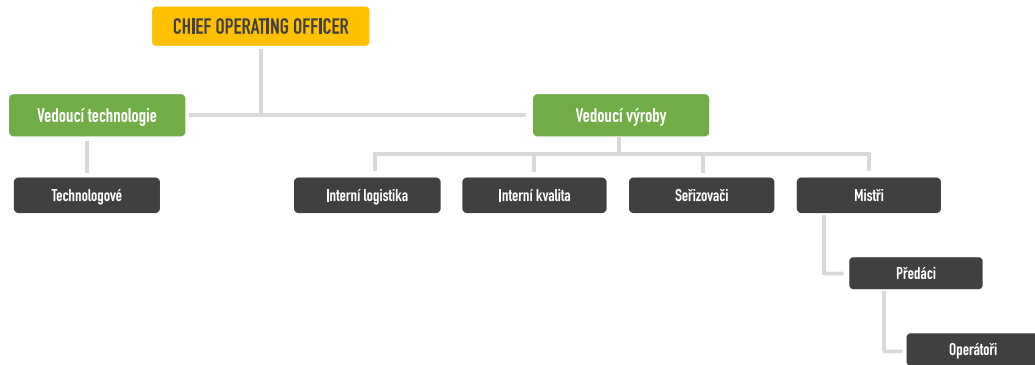 CHIEF OPERATING OFFICER
Vedoucí technologie
Vedoucí výroby
Technologové
Interní logistika
Interní kvalita
Seřizovači
Mistři
Předáci
Operátoři